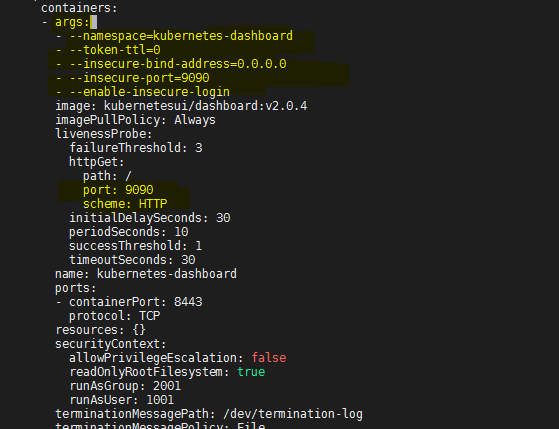 containers:
- args:
- --namespace=kubernetes-dashboard
- --token-ttl=0
- --insecure-bind-address=0.0.0.0
- --insecure-port=9090
- --enable-insecure-login
image: kubernetesui/dashboard:v2.0.4
imagePullPolicy: Always
livenessProbe:
failureThreshold: 3
httpGet:
path: /
port: 9090
scheme: HTTP
initialDelaySeconds: 30
periodSeconds: 10
successThreshold: 1
timeoutSeconds: 30
name: kubernetes-dashboard
ports:
- containerPort: 8443
protocol: TCP
resources: {}
securityContext:
allowPrivilegeEscalation: false
readOnlyRootFilesystem: true
runAsGroup: 2001
runAsUser: 1001
terminationMessagePath: /dev/termination-log
terminationMessagePolicy: File